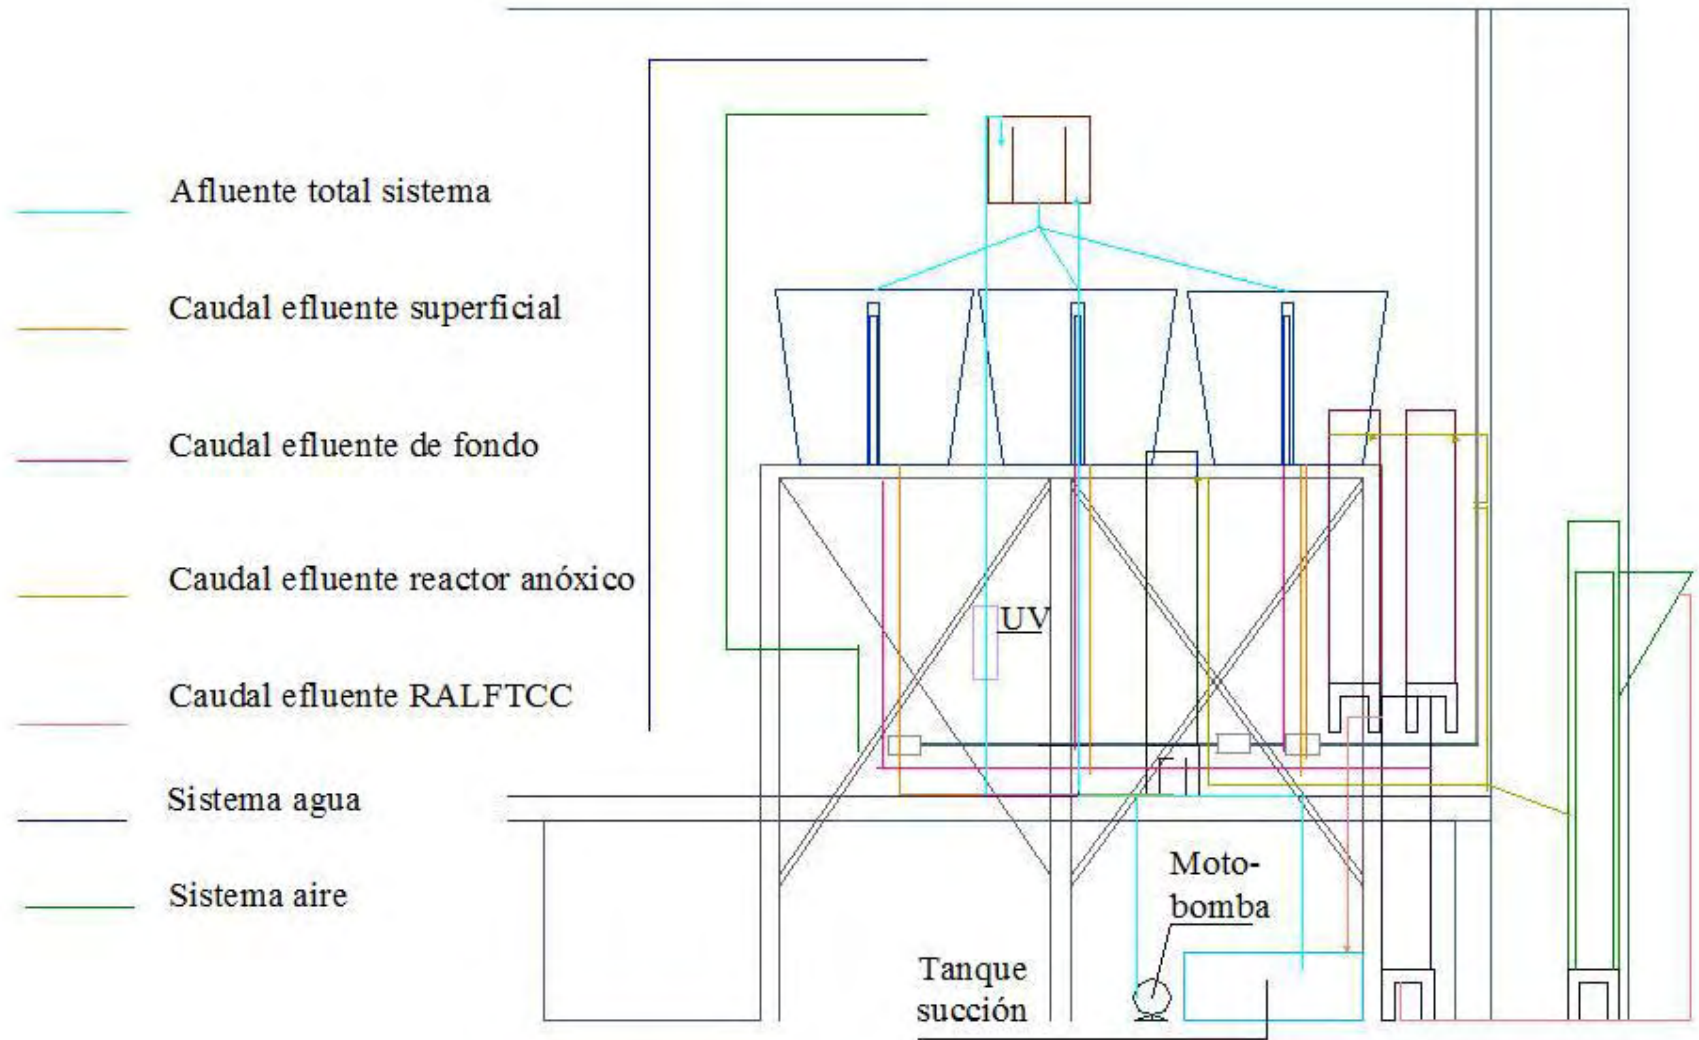 Afluente total sistema
Caudal efluente superficial
Caudal efluente de fondo
Caudal efluente reactor anóxico
Caudal efluente RALFTCC
Sistema agua
Sistema aire
UV
Moto-
bomba
Tanque
succión